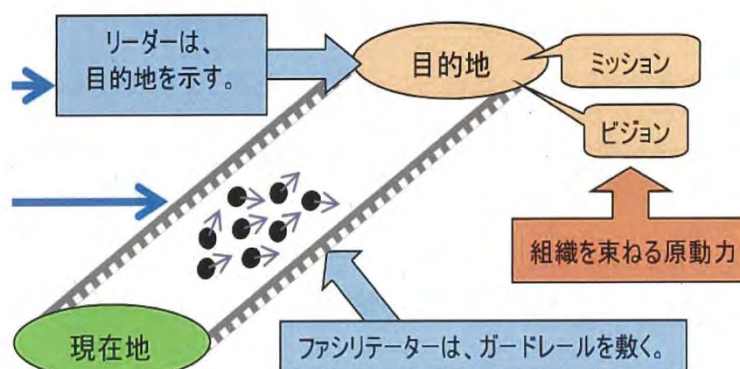 リーダーは、
目的地を示す。
目的地
ミッション
ビジョン
組織を束ねる原動力
現在地
ファシリテーターは、ガードレールを敷く。